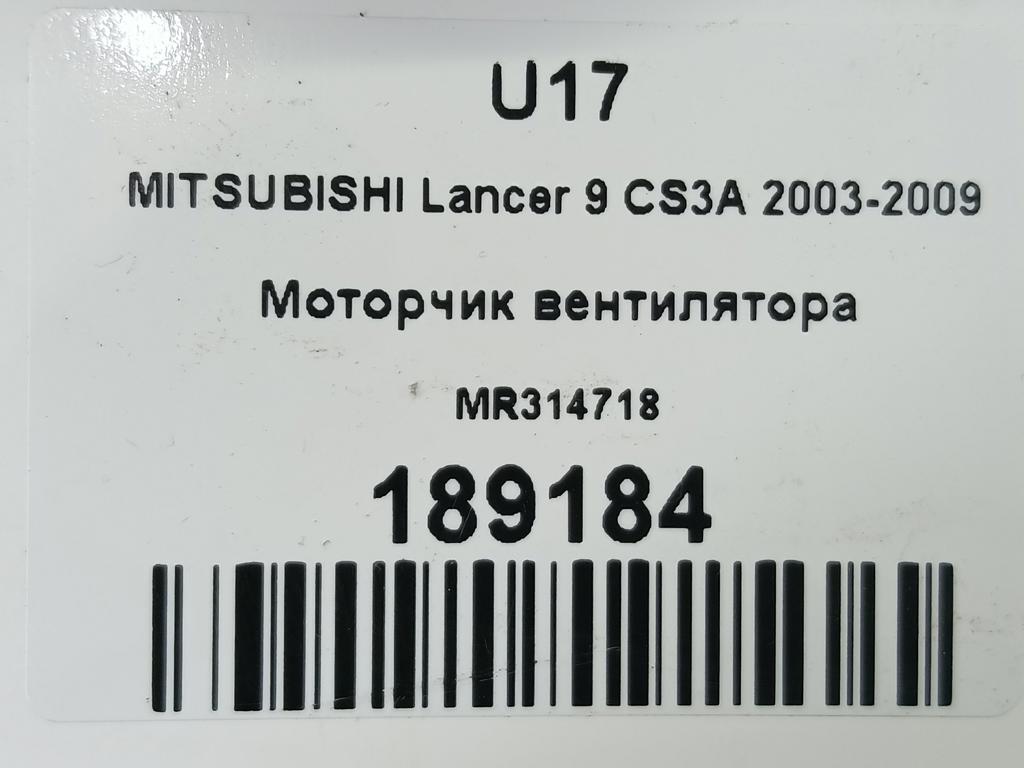 U17
MITSUBISHI Lancer 9 CS3A 2003-2009
Моторчик вентилятора
MR314718
189184